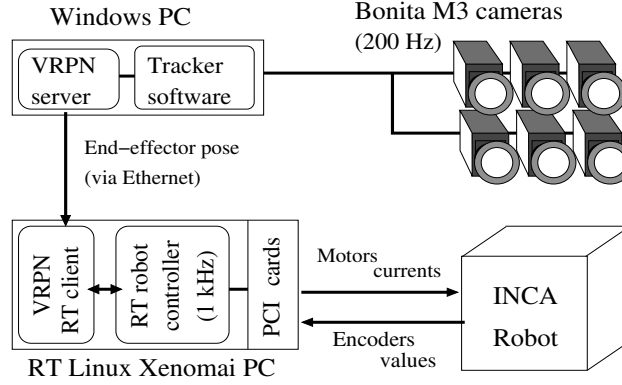 Windows PC
VRPN
server
Tracker
software
Bonita M3 cameras
(200 Hz)
End−effector pose
(via Ethernet)
VRPN
RT client
RT robot
controller
(1 kHz)
PCI cards
Motors
currents
Encoders
values
INCA
Robot
RT Linux Xenomai PC